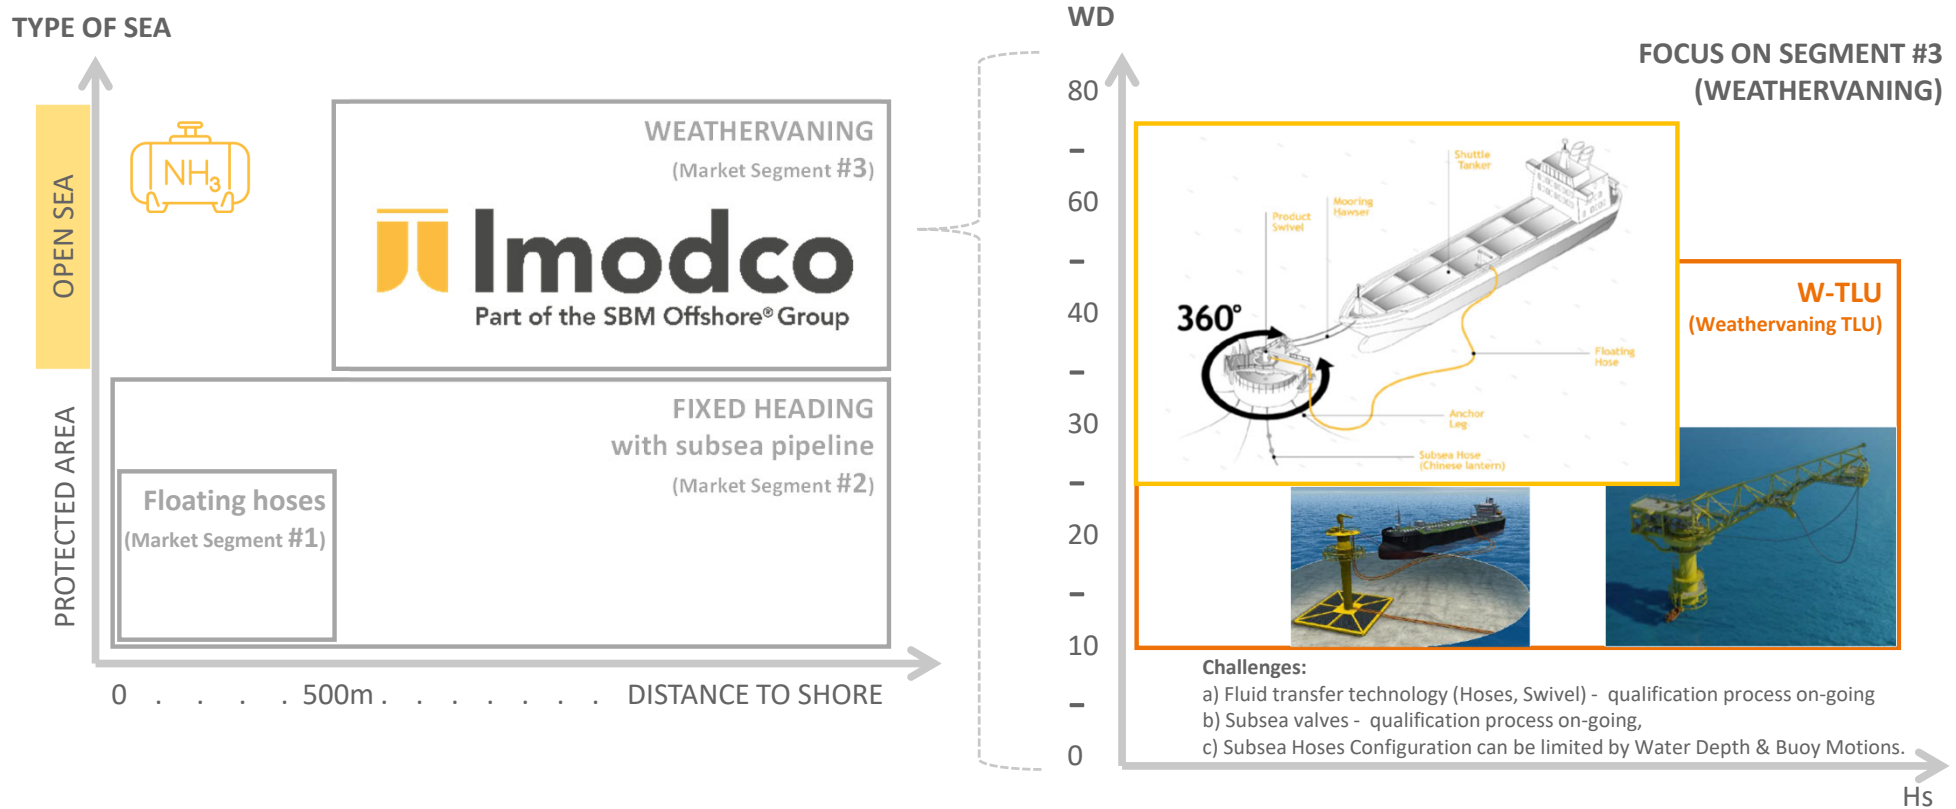 TYPE OF SEA
OPEN SEA
PROTECTED AREA
NH3
WEATHERVANING
(Market Segment #3)
Imodco
Part of the SBM Offshore® Group
FIXED HEADING
with subsea pipeline
(Market Segment #2)
Floating hoses
(Market Segment #1)
0 . . . . 500m . . . . . . . DISTANCE TO SHORE
WD
FOCUS ON SEGMENT #3
(WEATHERVANING)
80
-
60
-
40
-
30
-
20
-
10
-
0
Shuttle
Tanker
Mooring
Hawser
Product
Swivel
360°
Floating
Hose
Anchor
Leg
Subsea Hose
(Chinese lantern)
W-TLU
(Weathervaning TLU)
Challenges:
a) Fluid transfer technology (Hoses, Swivel) - qualification process on-going
b) Subsea valves - qualification process on-going,
c) Subsea Hoses Configuration can be limited by Water Depth & Buoy Motions.
Hs